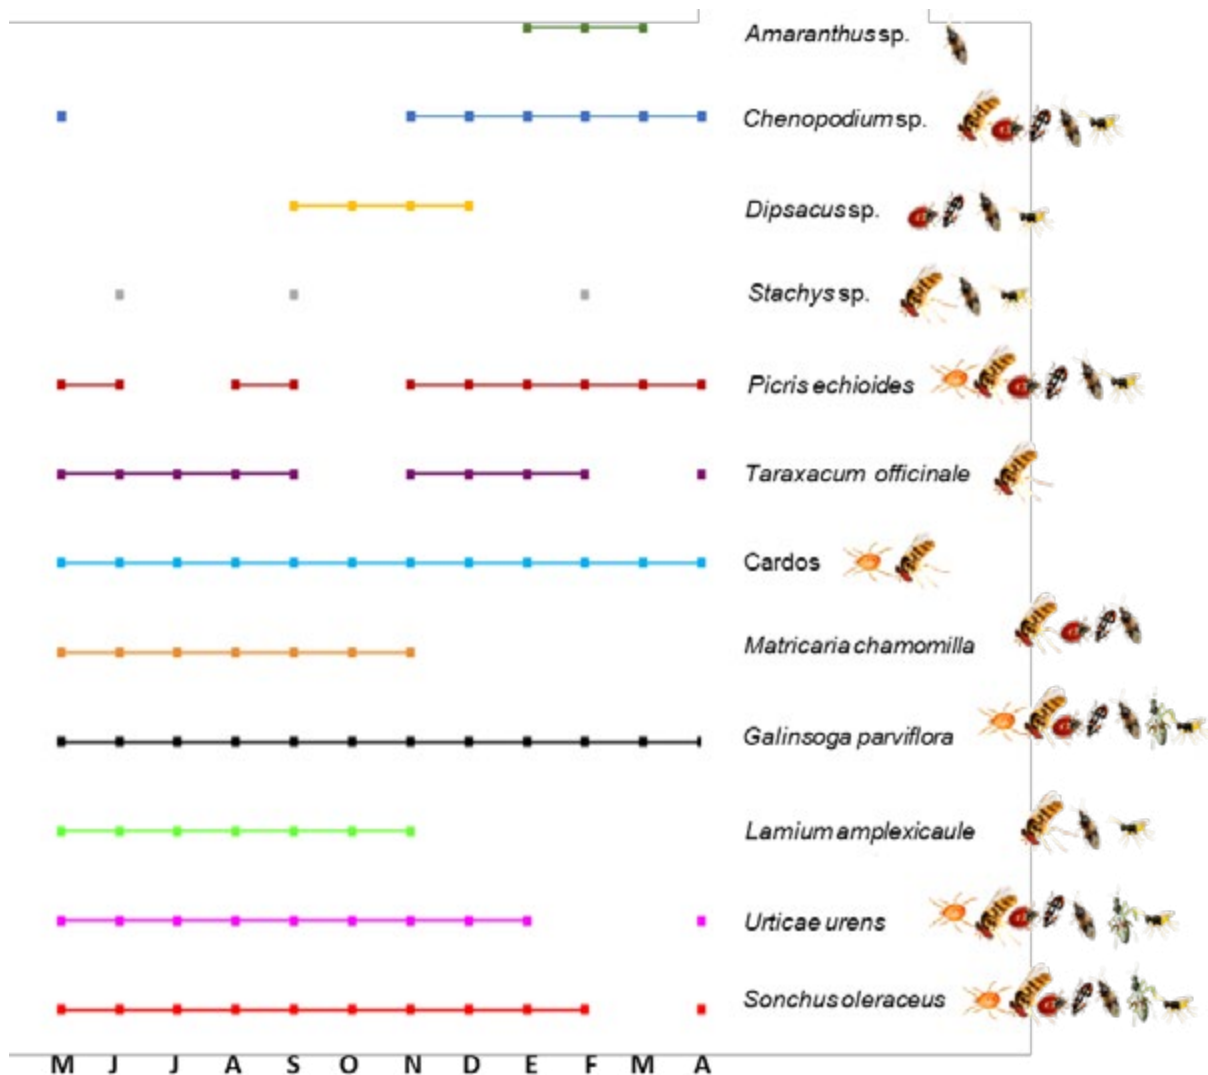 Amaranthus sp.
Chenopodium sp.
Dipsacus sp.
Stachys sp.
Picris echioides
Taraxacum officinale
Cardos
Matricaria chamomilla
Galinsoga parviflora
Lamium amplexicaule
Urticae urens
Sonchus oleraceus
M J J A S O N D E F M A